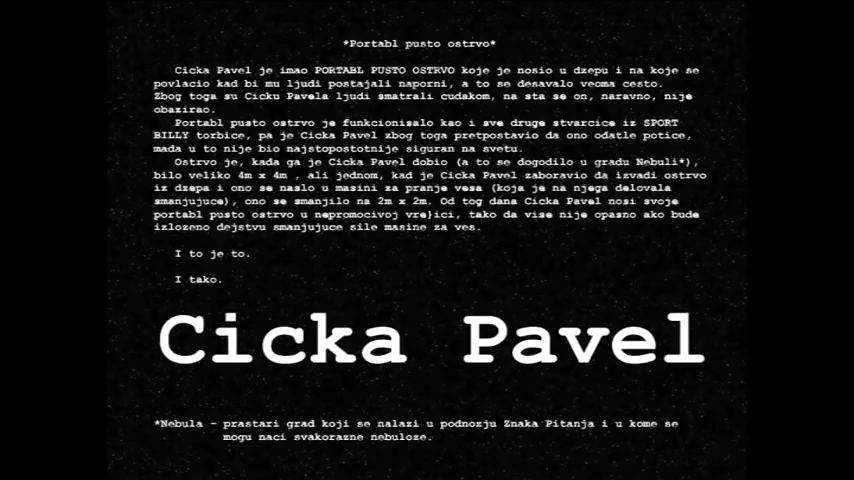 *Portabl pusto ostrvo*
Cicka Pavel je imao PORTABL PUSTO OSTRVO koje je nosio u dzepu i na koje se
povlacio kad bi mu ljudi postajali naporni, a to se desavalo veoma cesto.
Zbog toga su Cicku Pavela ljudi smatrali cudakom, na sta se on, naravno, nije
obazirao.
Portabl pusto ostrvo je funkcionisalo kao i sve druge stvarcice iz SPORT
BILLY torbice, pa je Cicka Pavel zbog toga pretpostavio da ono odatle potice,
mada u to nije bio najstopostotnije siguran na svetu.
Ostrvo je, kada ga je Cicka Pavel dobio (a to se dogodilo u gradu Nebuli*),
bilo veliko 4m x 4m , ali jednom, kad je Cicka Pavel zaboravio da izvadi ostrvo
iz dzepa i ono se naslo u masini za pranje vesa (koja je na njega delovala
smanjujuce), ono se smanjilo na 2m x 2m. Od tog dana Cicka Pavel nosi svoje
portabl pusto ostrvo u nepromocivoj vre}ici, tako da vise nije opasno ako bude
izlozeno dejstvu smanjujuce sile masine za ves.
I to je to.
I tako.
Cicka Pavel
*Nebula - prastari grad koji se nalazi u podnozju Znaka Pitanja i u kome se
mogu naci svakorazne nebuloze.